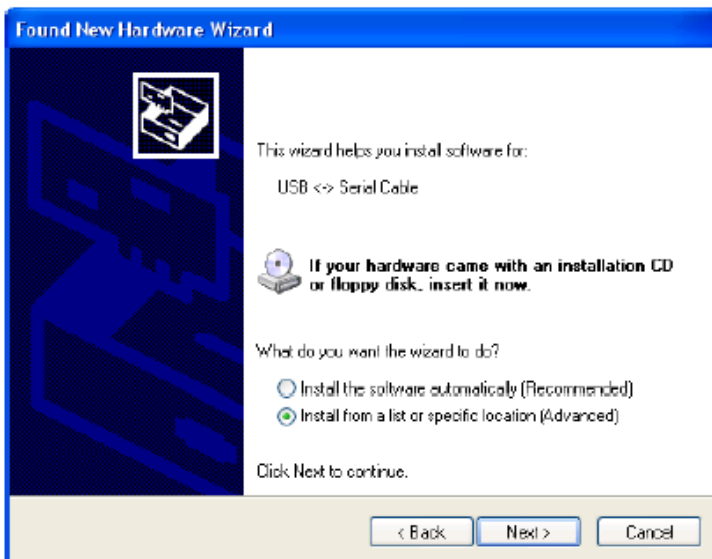 Found New Hardware Wizard
This wizard helps you install software for:
USB <-> Serial Cable
If your hardware came with an installation CD
or floppy disk, insert it now.
What do you want the wizard to do?
Install the software automatically (Recommended)
Install from a list or specific location (Advanced)
Click Next to continue.
< Back
Next >
Cancel